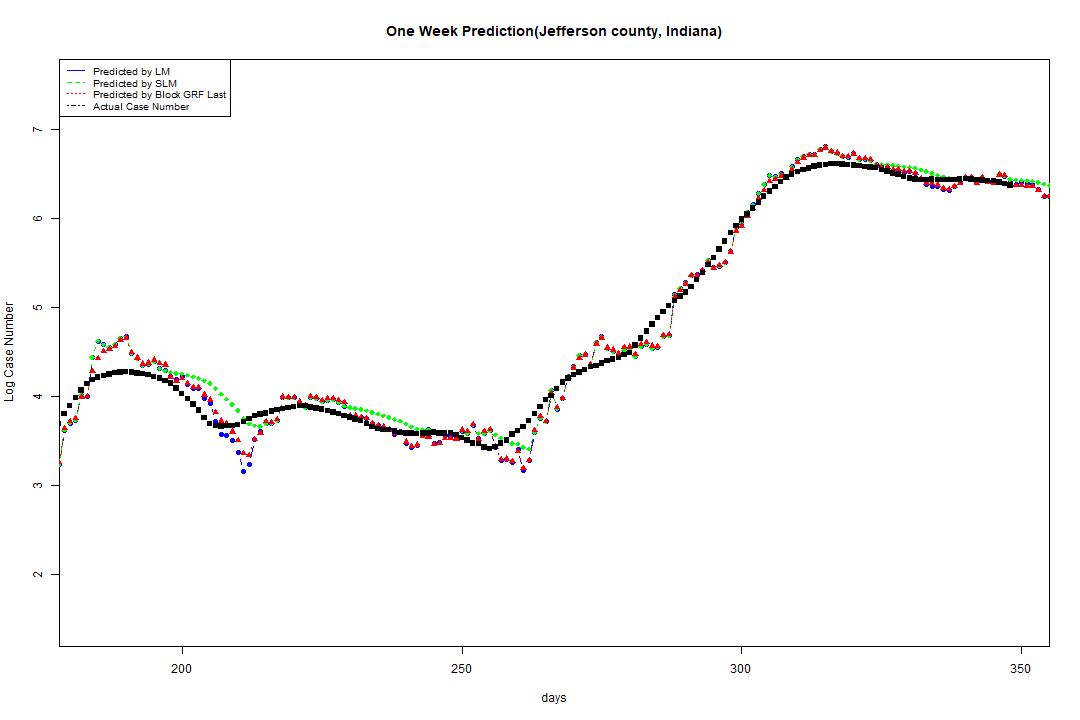 One Week Prediction(Jefferson county, Indiana)
Predicted by LM
Predicted by SLM
Predicted by Block GRF Last
Actual Case Number
Log Case Number
7
6
5
4
3
2
200 250 300 350
days